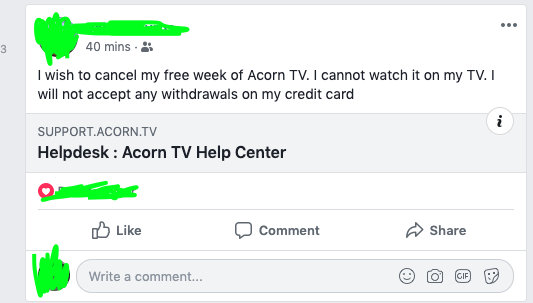 3
40 mins ·
I wish to cancel my free week of Acorn TV. I cannot watch it on my TV. I
will not accept any withdrawals on my credit card
i
SUPPORT.ACORN.TV
Helpdesk : Acorn TV Help Center
Like Comment Share
Write a comment... GIF